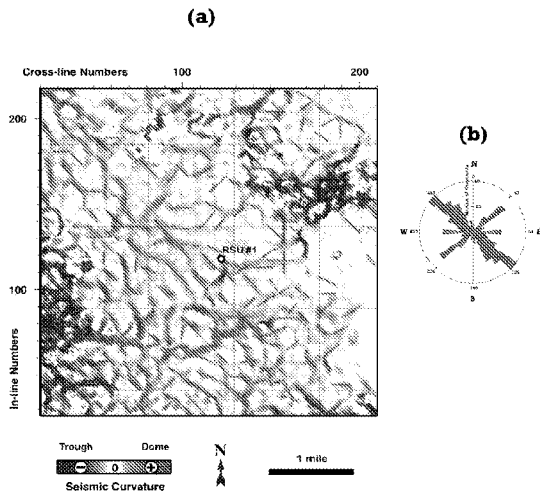 (a)
Cross-line Numbers
100
200
200
(b)
N
RSU#1
W
E
100
S
In-line Numbers
Trough
Dome
0
N
1 mile
Seismic Curvature